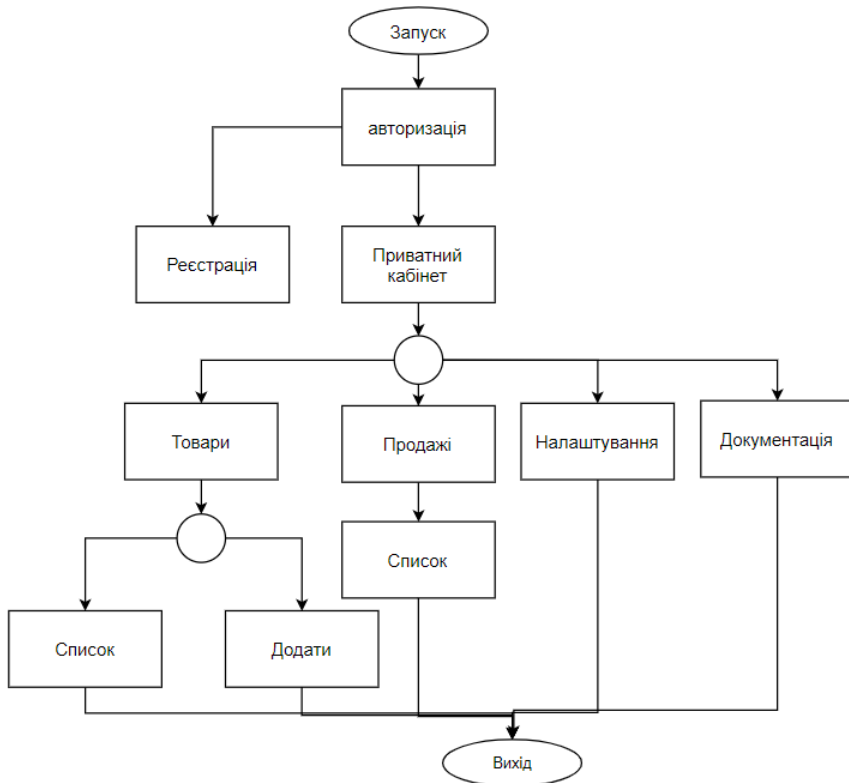 Запуск
авторизація
Реєстрація
Приватний
кабінет
Товари
Продажі
Налаштування
Документація
Список
Список
Додати
Вихід